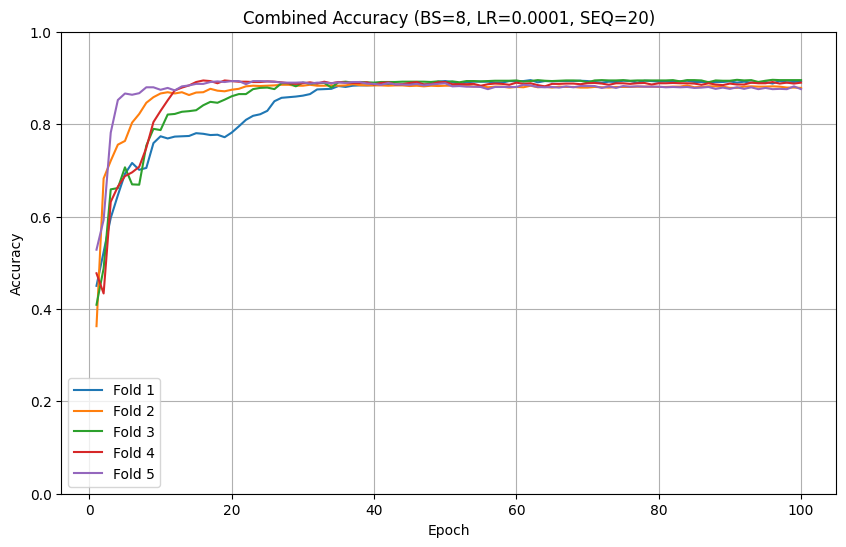 Combined Accuracy (BS=8, LR=0.0001, SEQ=20)
1.0
0.8
0.6
0.4
0.2
0.0
Accuracy
Fold 1
Fold 2
Fold 3
Fold 4
Fold 5
0 20 40 60 80 100
Epoch